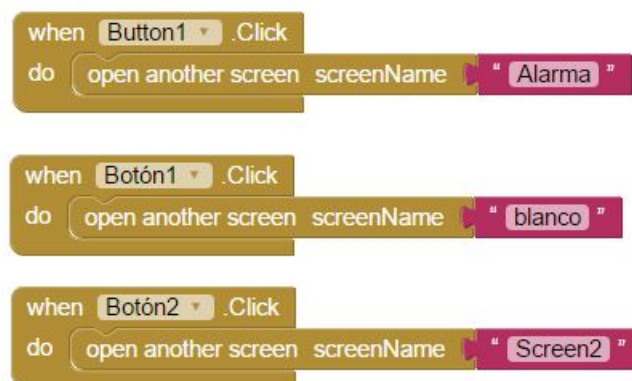 when Button1 .Click
do open another screen screenName " Alarma "
when Botón1 .Click
do open another screen screenName " blanco "
when Botón2 .Click
do open another screen screenName " Screen2 "